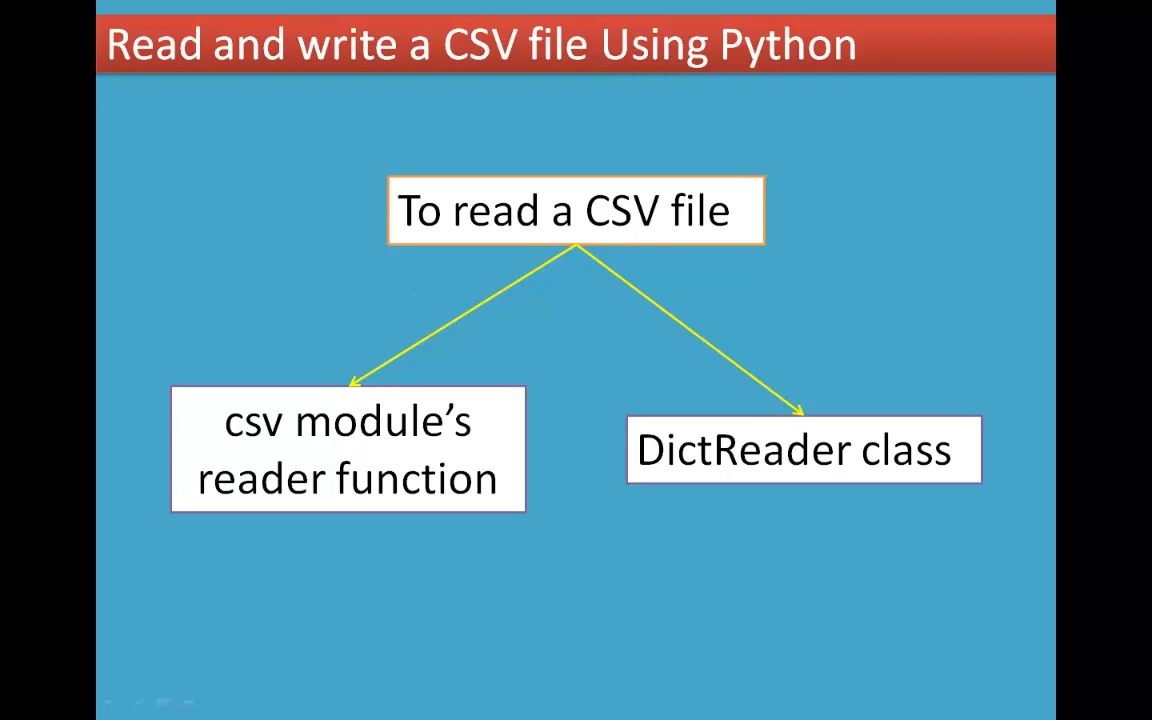 Read and write a CSV file Using Python
To read a CSV file
csv module’s
reader function
DictReader class